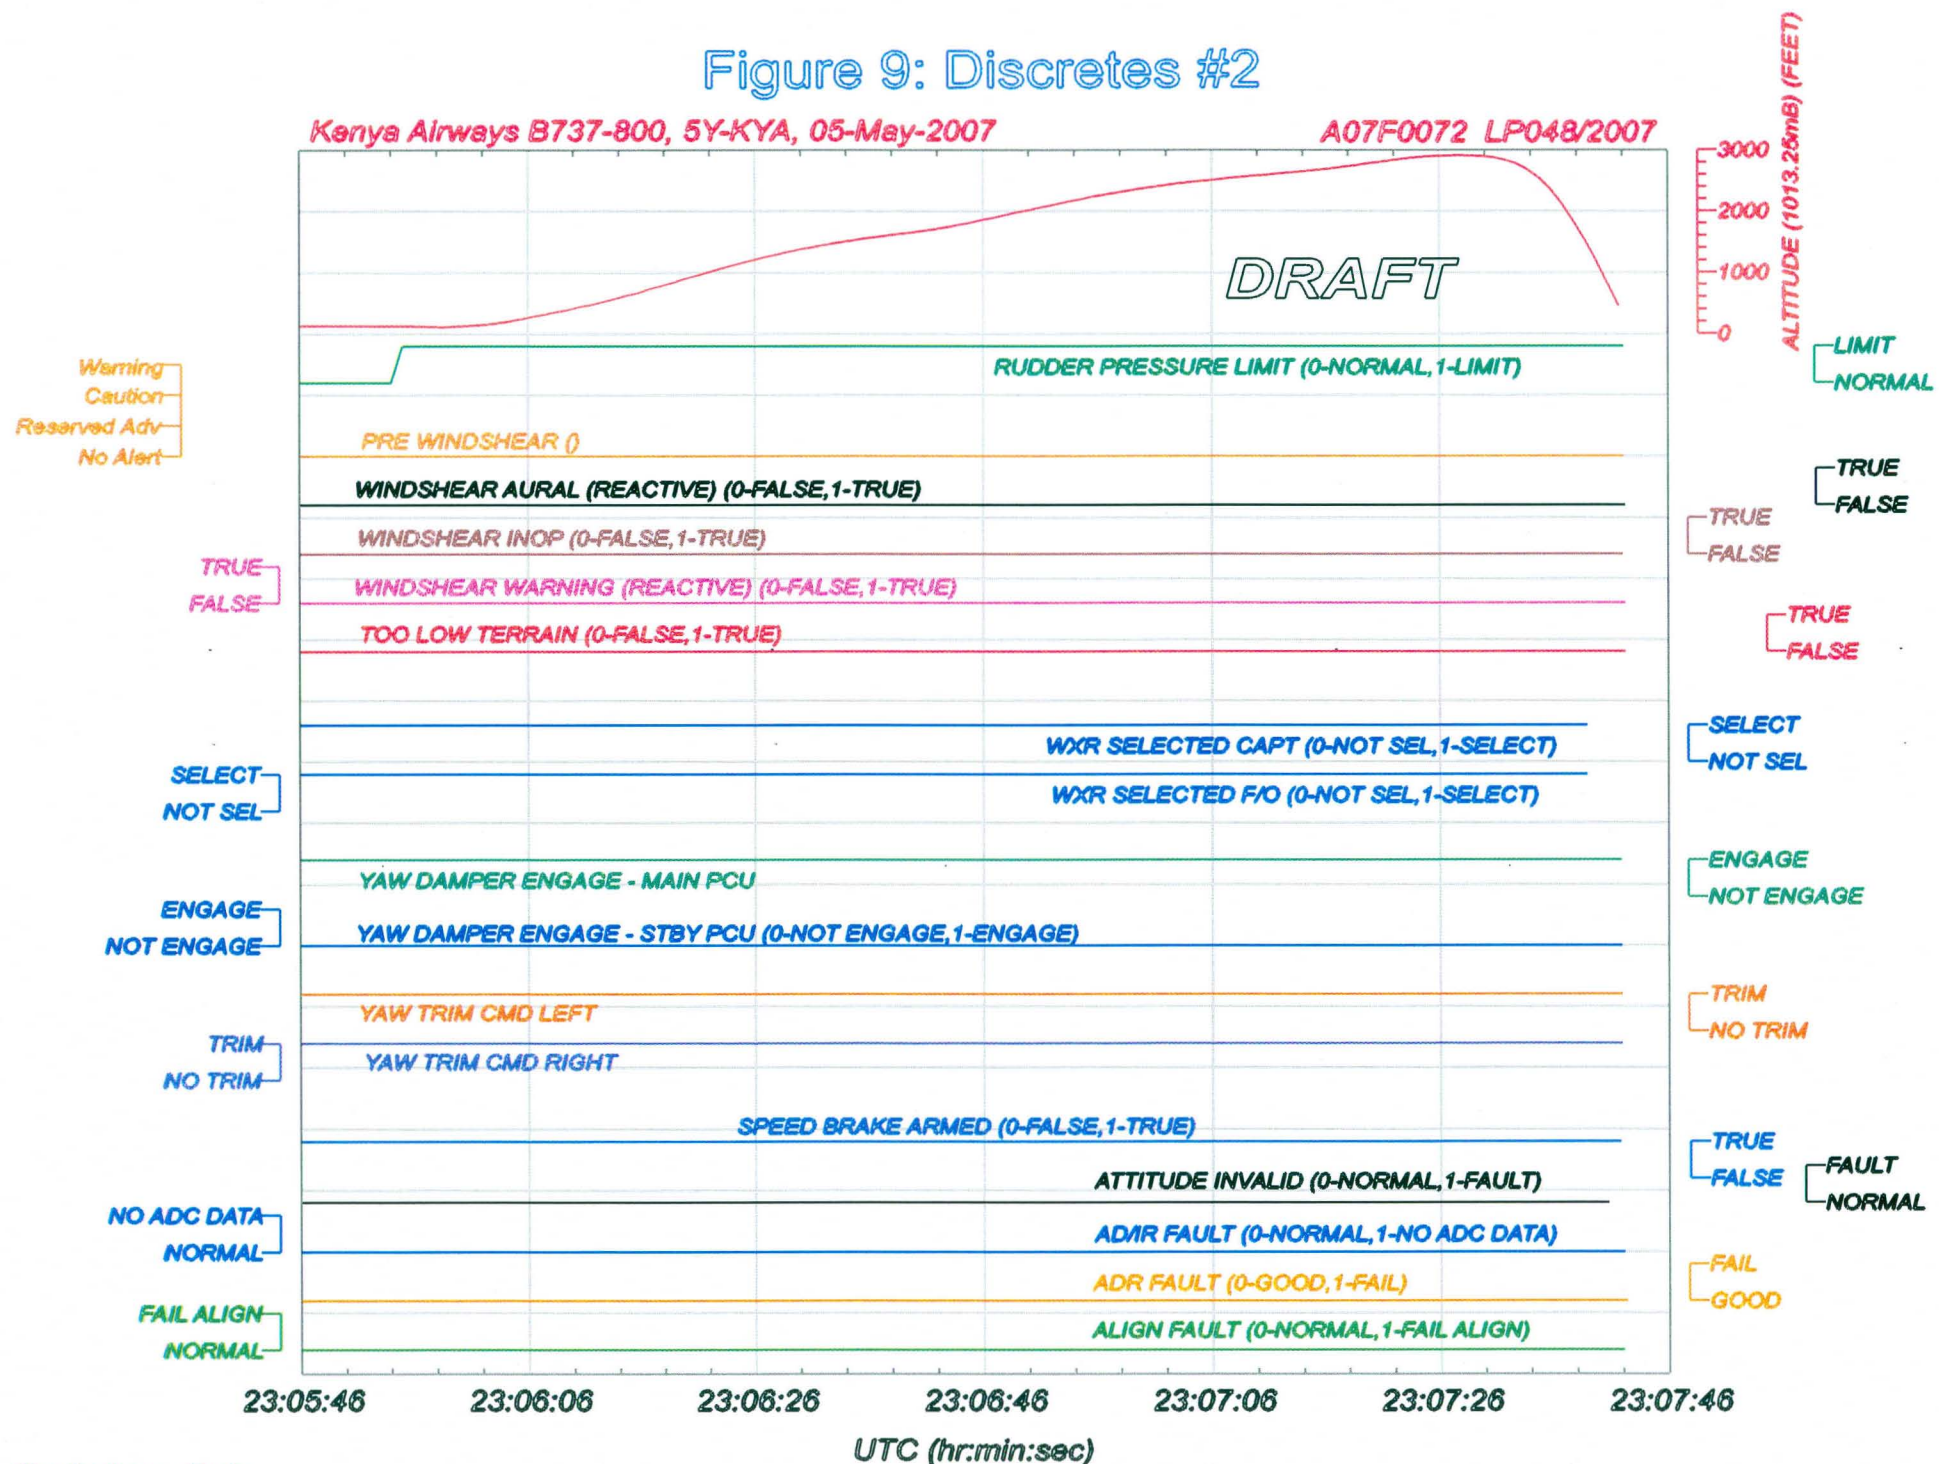 Figure 9: Discretes #2
Kenya Airways B737-800, 5Y-KYA, 05-May-2007
A07F0072 LP048/2007
3000
2000
1000
0
ALTITUDE (1013.25mB) (FEET)
DRAFT
RUDDER PRESSURE LIMIT (0-NORMAL,1-LIMIT)
LIMIT
NORMAL
Warning
Caution
Reserved Adv
No Alert
PRE WINDSHEAR ()
WINDSHEAR AURAL (REACTIVE) (0-FALSE,1-TRUE)
TRUE
FALSE
WINDSHEAR INOP (0-FALSE,1-TRUE)
TRUE
FALSE
TRUE
FALSE
WINDSHEAR WARNING (REACTIVE) (0-FALSE,1-TRUE)
TOO LOW TERRAIN (0-FALSE,1-TRUE)
TRUE
FALSE
WXR SELECTED CAPT (0-NOT SEL,1-SELECT)
SELECT
NOT SEL
SELECT
NOT SEL
WXR SELECTED F/O (0-NOT SEL,1-SELECT)
YAW DAMPER ENGAGE - MAIN PCU
ENGAGE
NOT ENGAGE
ENGAGE
NOT ENGAGE
YAW DAMPER ENGAGE - STBY PCU (0-NOT ENGAGE,1-ENGAGE)
YAW TRIM CMD LEFT
TRIM
NO TRIM
TRIM
NO TRIM
YAW TRIM CMD RIGHT
SPEED BRAKE ARMED (0-FALSE,1-TRUE)
TRUE
FALSE
ATTITUDE INVALID (0-NORMAL,1-FAULT)
FAULT
NORMAL
NO ADC DATA
NORMAL
AD/IR FAULT (0-NORMAL,1-NO ADC DATA)
ADR FAULT (0-GOOD,1-FAIL)
FAIL
GOOD
FAIL ALIGN
NORMAL
ALIGN FAULT (0-NORMAL,1-FAIL ALIGN)
23:05:46 23:06:06 23:06:26 23:06:46 23:07:06 23:07:26 23:07:46
UTC (hr:min:sec)